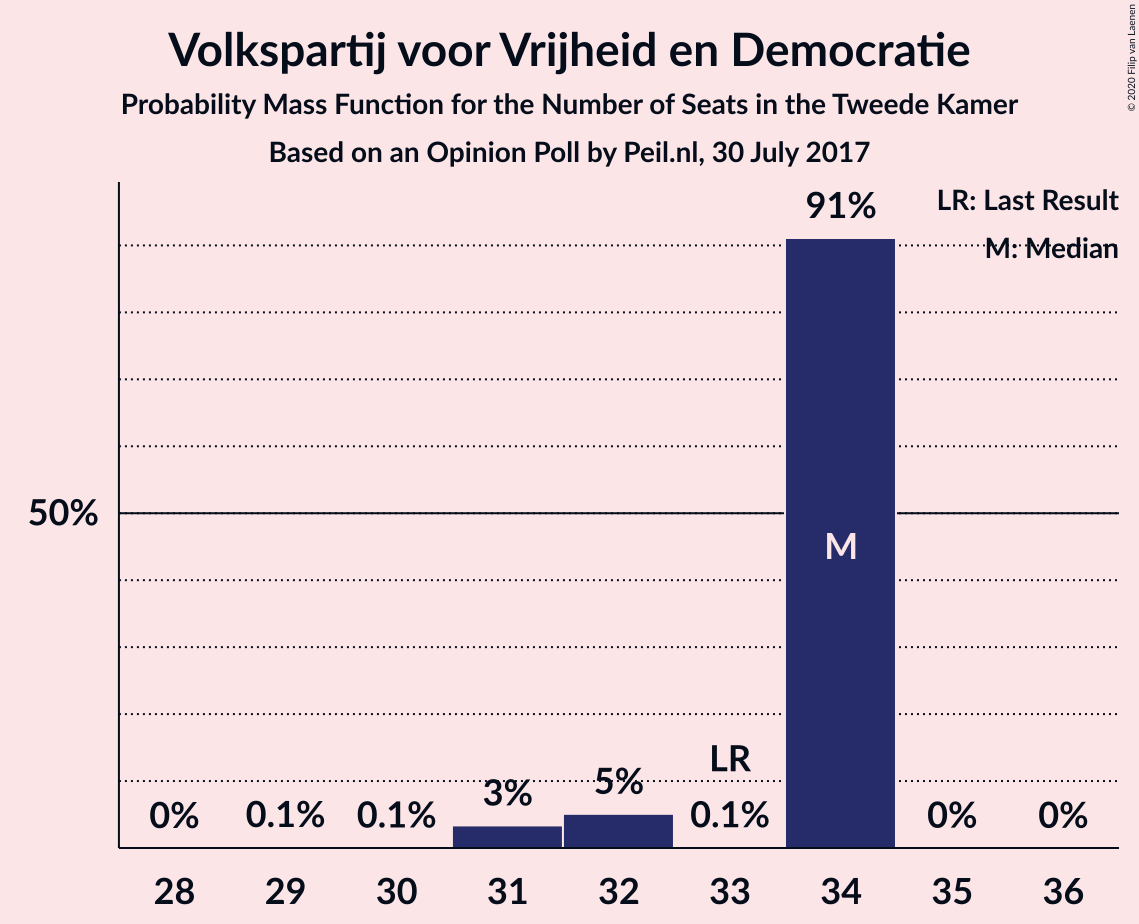 Volkspartij voor Vrijheid en Democratie
Probability Mass Function for the Number of Seats in the Tweede Kamer
Based on an Opinion Poll by Peil.nl, 30 July 2017
© 2020 Filip van Laenen
LR: Last Result
M: Median
50%
0% 0.1% 0.1% 3% 5% LR 0.1% 91% M 0% 0%
28 29 30 31 32 33 34 35 36